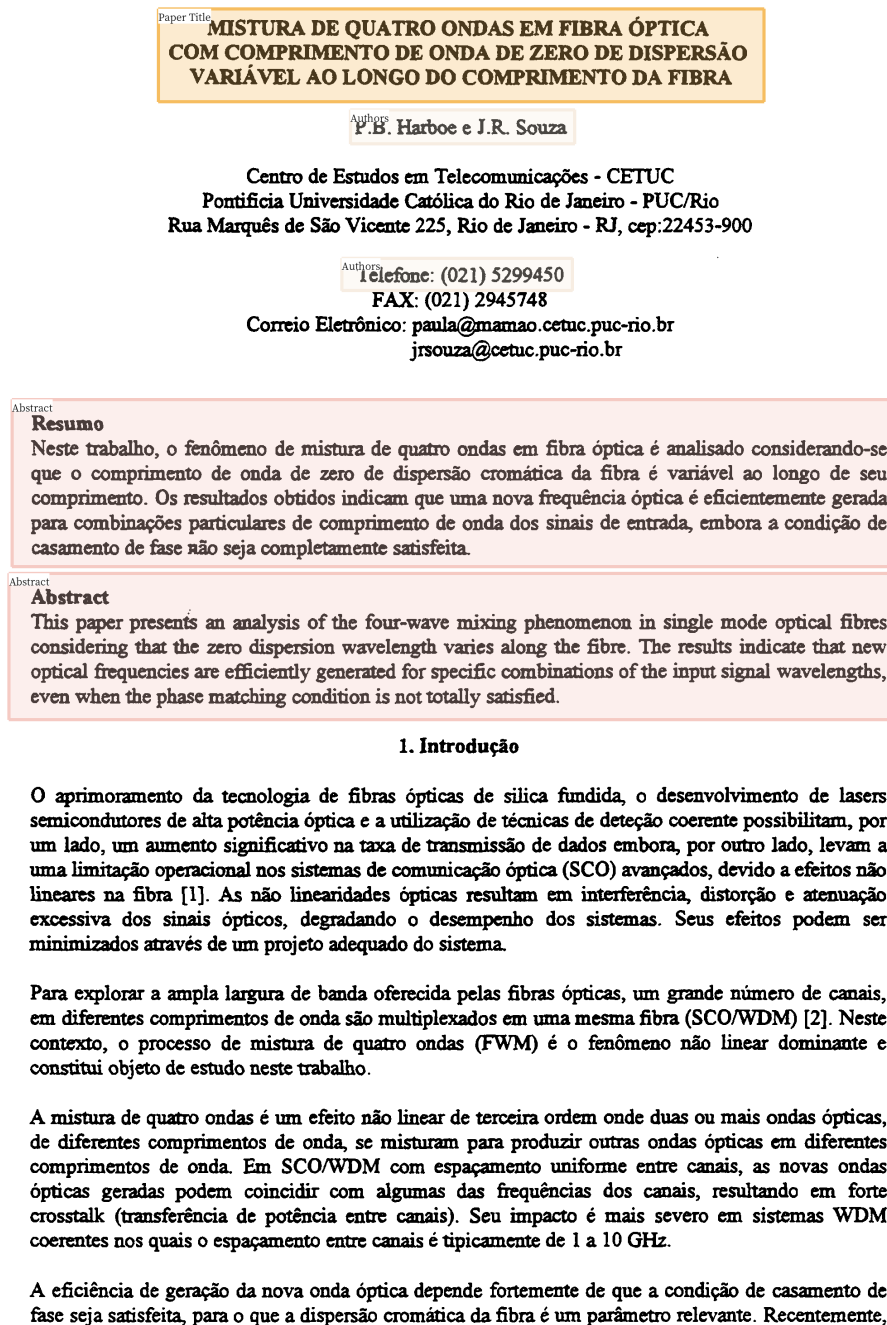 Paper Title
MISTURA DE QUATRO ONDAS EM FIBRA ÓPTICA
COM COMPRIMENTO DE ONDA DE ZERO DE DISPERSÃO
VARIÁVEL AO LONGO DO COMPRIMENTO DA FIBRA
Authors
P.B. Harboe e J.R. Souza
Centro de Estudos em Telecomunicações - CETUC
Pontificia Universidade Católica do Rio de Janeiro - PUC/Rio
Rua Marquês de São Vicente 225, Rio de Janeiro - RJ, cep:22453-900
Authors
Telefone: (021) 5299450
FAX: (021) 2945748
Correio Eletrônico: paula@mamao.cetuc.puc-rio.br
jrsouza@cetuc.puc-rio.br
Abstract
Resumo
Neste trabalho, o fenômeno de mistura de quatro ondas em fibra óptica é analisado considerando-se
que o comprimento de onda de zero de dispersão cromática da fibra é variável ao longo de seu
comprimento. Os resultados obtidos indicam que uma nova frequência óptica é eficientemente gerada
para combinações particulares de comprimento de onda dos sinais de entrada, embora a condição de
casamento de fase não seja completamente satisfeita.
Abstract
Abstract
This paper presents an analysis of the four-wave mixing phenomenon in single mode optical fibres
considering that the zero dispersion wavelength varies along the fibre. The results indicate that new
optical frequencies are efficiently generated for specific combinations of the input signal wavelengths,
even when the phase matching condition is not totally satisfied.
1. Introdução
O aprimoramento da tecnologia de fibras ópticas de silica fundida, o desenvolvimento de lasers
semicondutores de alta potência óptica e a utilização de técnicas de deteção coerente possibilitam, por
um lado, um aumento significativo na taxa de transmissão de dados embora, por outro lado, levam a
uma limitação operacional nos sistemas de comunicação óptica (SCO) avançados, devido a efeitos não
lineares na fibra [1]. As não linearidades ópticas resultam em interferência, distorção e atenuação
excessiva dos sinais ópticos, degradando o desempenho dos sistemas. Seus efeitos podem ser
minimizados através de um projeto adequado do sistema.
Para explorar a ampla largura de banda oferecida pelas fibras ópticas, um grande número de canais,
em diferentes comprimentos de onda são multiplexados em uma mesma fibra (SCO/WDM) [2]. Neste
contexto, o processo de mistura de quatro ondas (FWM) é o fenômeno não linear dominante e
constitui objeto de estudo neste trabalho.
A mistura de quatro ondas é um efeito não linear de terceira ordem onde duas ou mais ondas ópticas,
de diferentes comprimentos de onda, se misturam para produzir outras ondas ópticas em diferentes
comprimentos de onda. Em SCO/WDM com espaçamento uniforme entre canais, as novas ondas
ópticas geradas podem coincidir com algumas das frequências dos canais, resultando em forte
crosstalk (transferência de potência entre canais). Seu impacto é mais severo em sistemas WDM
coerentes nos quais o espaçamento entre canais é tipicamente de 1 a 10 GHz.
A eficiência de geração da nova onda óptica depende fortemente de que a condição de casamento de
fase seja satisfeita, para o que a dispersão cromática da fibra é um parâmetro relevante. Recentemente,